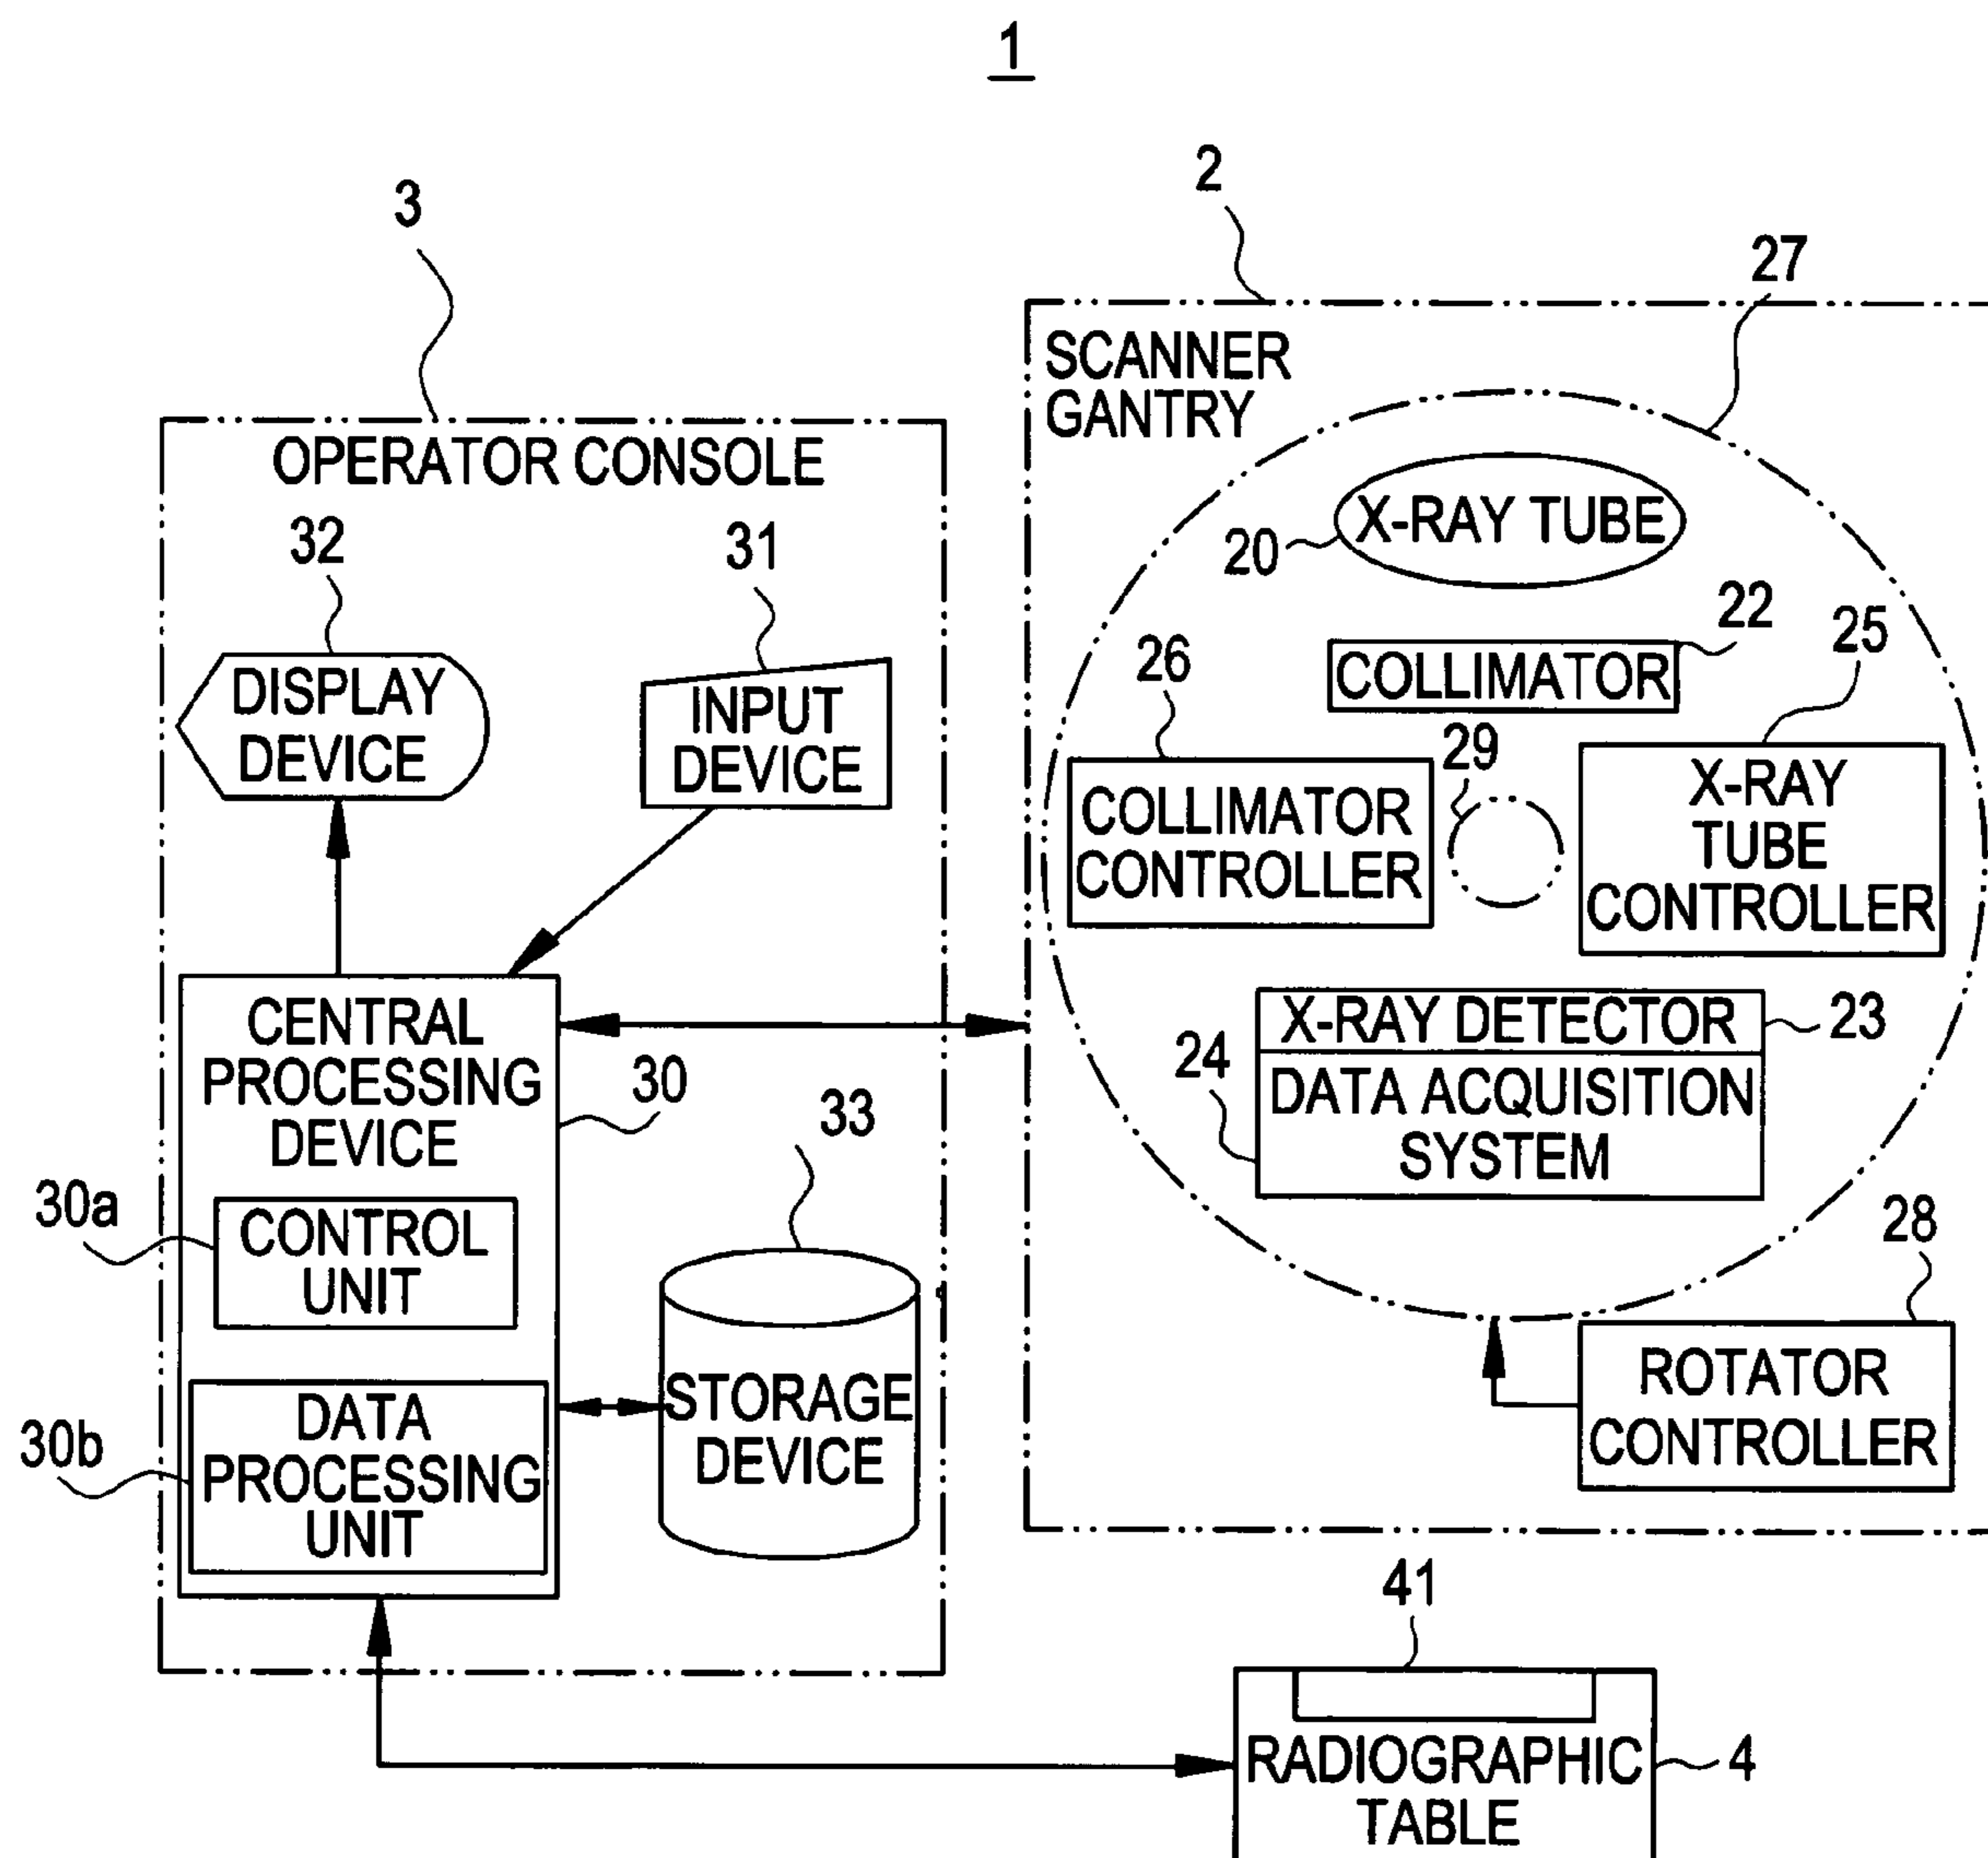 1
2
3
27
SCANNER
GANTRY
OPERATOR CONSOLE
32
31
20
X-RAY TUBE
22
25
26
COLLIMATOR
DISPLAY
DEVICE
INPUT
DEVICE
29
COLLIMATOR
CONTROLLER
X-RAY
TUBE
CONTROLLER
CENTRAL
PROCESSING
DEVICE
30
33
X-RAY DETECTOR
23
24
DATA ACQUISITION
SYSTEM
30a
CONTROL
UNIT
28
ROTATOR
CONTROLLER
STORAGE
DEVICE
30b
DATA
PROCESSING
UNIT
41
RADIOGRAPHIC
TABLE
4